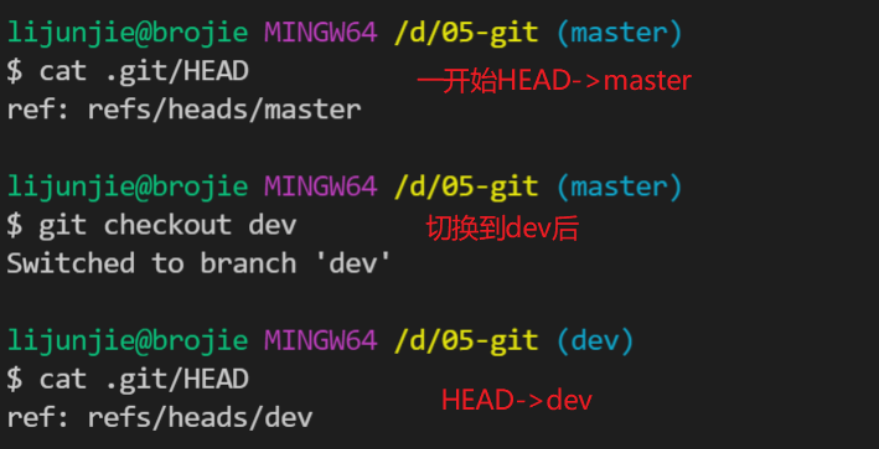 lijunjie@brojie MINGW64 /d/05-git (master)
$ cat .git/HEAD
一开始HEAD->master
ref: refs/heads/master
lijunjie@brojie MINGW64 /d/05-git (master)
$ git checkout dev
切换到dev后
Switched to branch 'dev'
lijunjie@brojie MINGW64 /d/05-git (dev)
$ cat .git/HEAD
HEAD->dev
ref: refs/heads/dev